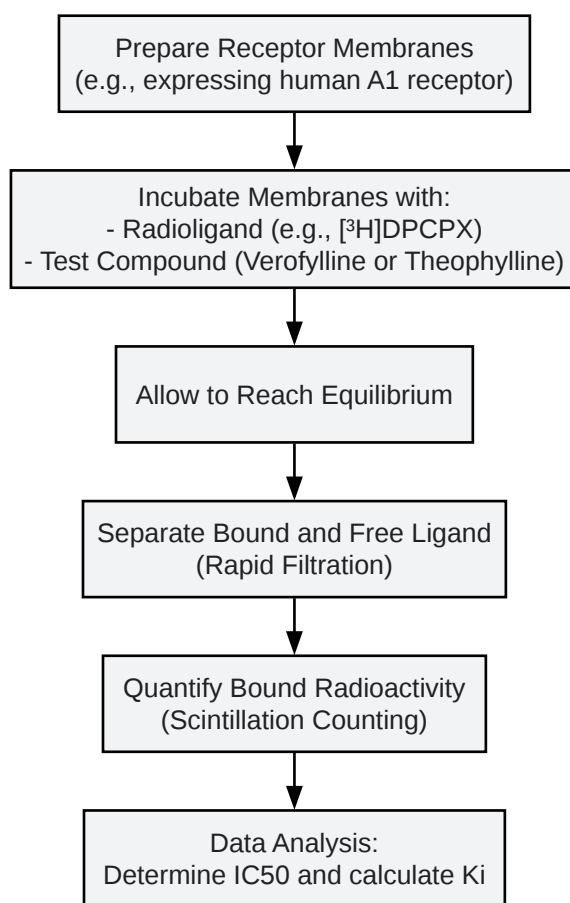 Prepare Receptor Membranes
(e.g., expressing human A1 receptor)
Incubate Membranes with:
- Radioligand (e.g., [³H]DPCPX)
- Test Compound (Verofylline or Theophylline)
Allow to Reach Equilibrium
Separate Bound and Free Ligand
(Rapid Filtration)
Quantify Bound Radioactivity
(Scintillation Counting)
Data Analysis:
Determine IC50 and calculate Ki